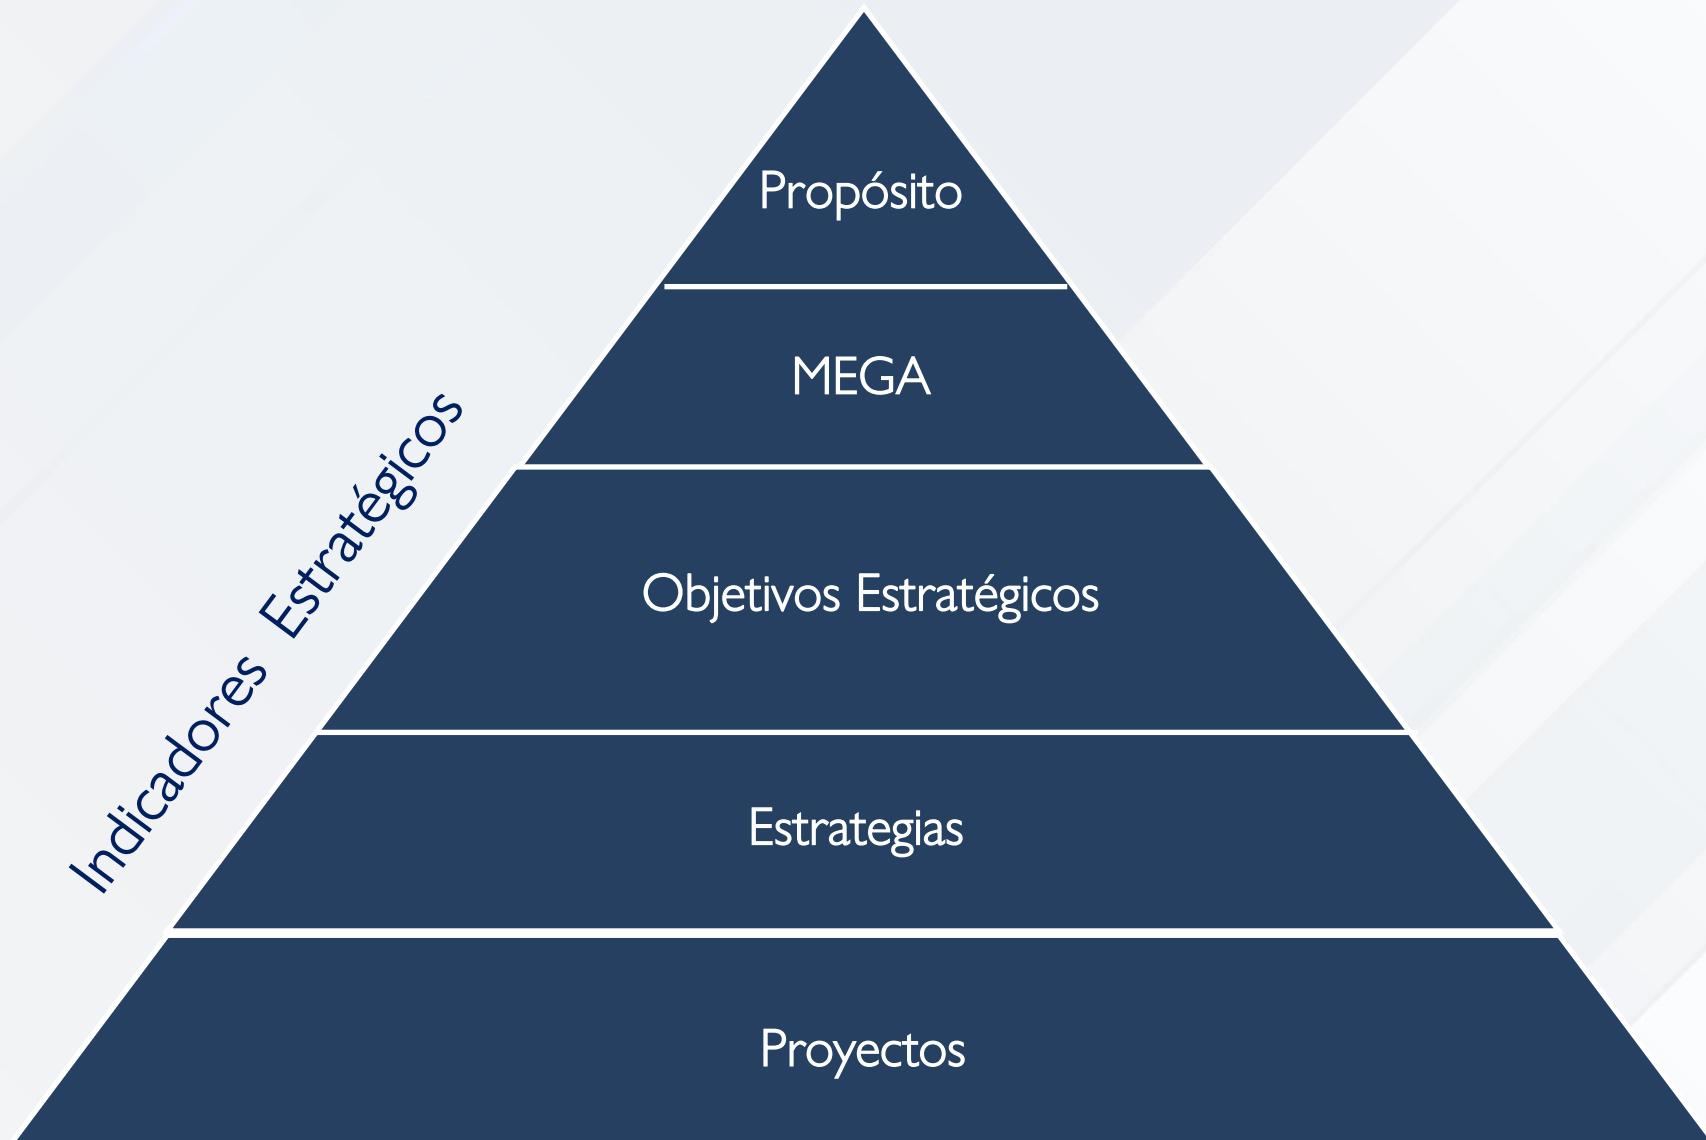 Propósito
MEGA
Objetivos Estratégicos
Estrategias
Proyectos
Indicadores Estratégicos